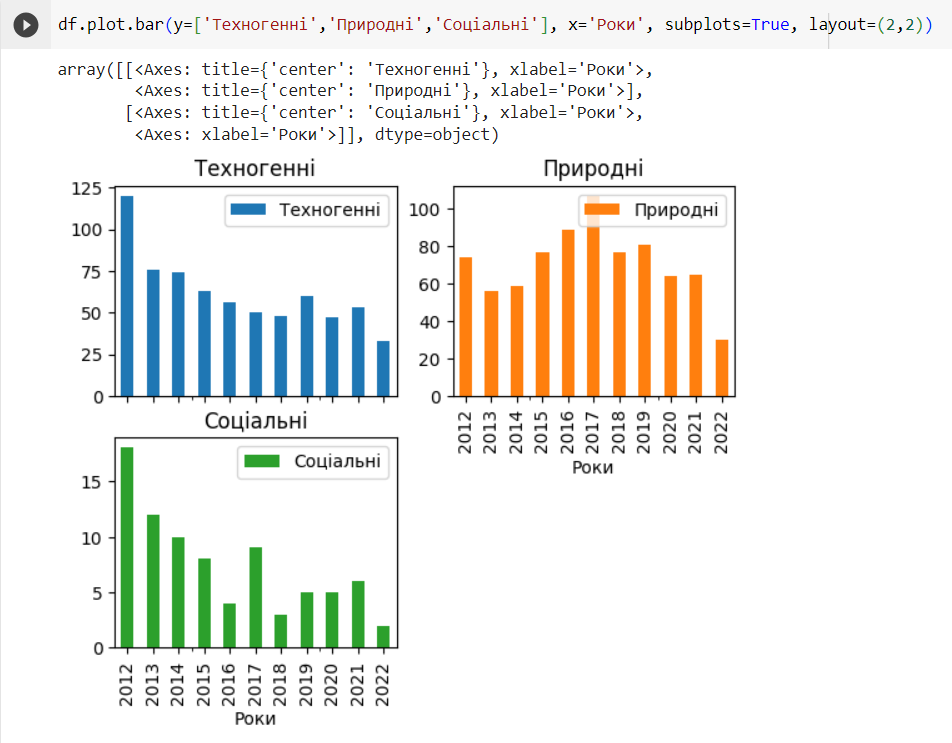 df.plot.bar(y=['Техногенні','Природні','Соціальні'], x='Роки', subplots=True, layout=(2,2))
array([[<Axes: title={'center': 'Техногенні'}, xlabel='Роки'>,
<Axes: title={'center': 'Природні'}, xlabel='Роки'>],
[<Axes: title={'center': 'Соціальні'}, xlabel='Роки'>,
<Axes: xlabel='Роки'>]], dtype=object)
Техногенні
125
100
75
50
25
0
Техногенні
Природні
100
80
60
40
20
0
Природні
2012
2013
2014
2015
2016
2017
2018
2019
2020
2021
2022
Роки
Соціальні
15
10
5
0
Соціальні
2012
2013
2014
2015
2016
2017
2018
2019
2020
2021
2022
Роки